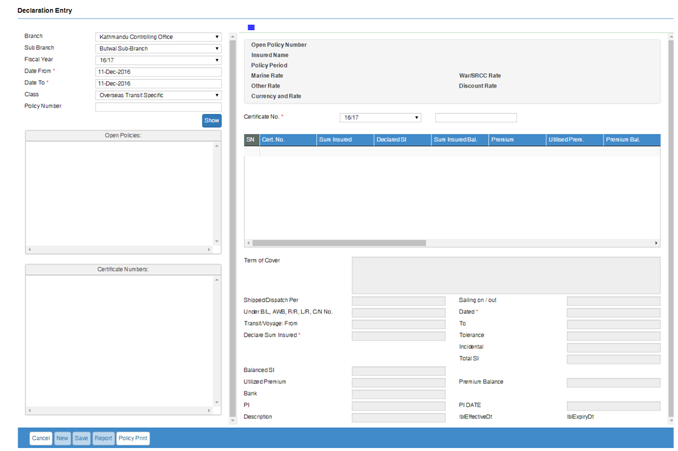 Declaration Entry
Branch Kathmandu Controlling Office
Sub Branch Butwal Sub-Branch
Fiscal Year 16/17
Date From * 11-Dec-2016
Date To * 11-Dec-2016
Class Overseas Transit Specific
Policy Number
Show
Open Policies:
Certificate Numbers:
Open Policy Number
Insured Name
Policy Period
Marine Rate War/SRCC Rate
Other Rate Discount Rate
Currency and Rate
Certificate No. * 16/17
SN Cert. No. Sum Insured Declared SI Sum Insured Bal. Premium Utilised Prem. Premium Bal.
Term of Cover
Shipped/Dispatch Per Sailing on / out
Under B/L, AWB, R/R, L/R, C/N No. Dated *
Transit/Voyage: From To
Declare Sum Insured * Tolerance
Incidental
Total SI
Balanced SI
Utilized Premium Premium Balance
Bank
PI PI DATE
Description lblEffectiveDt lblExpiryDt
Cancel New Save Report Policy Print